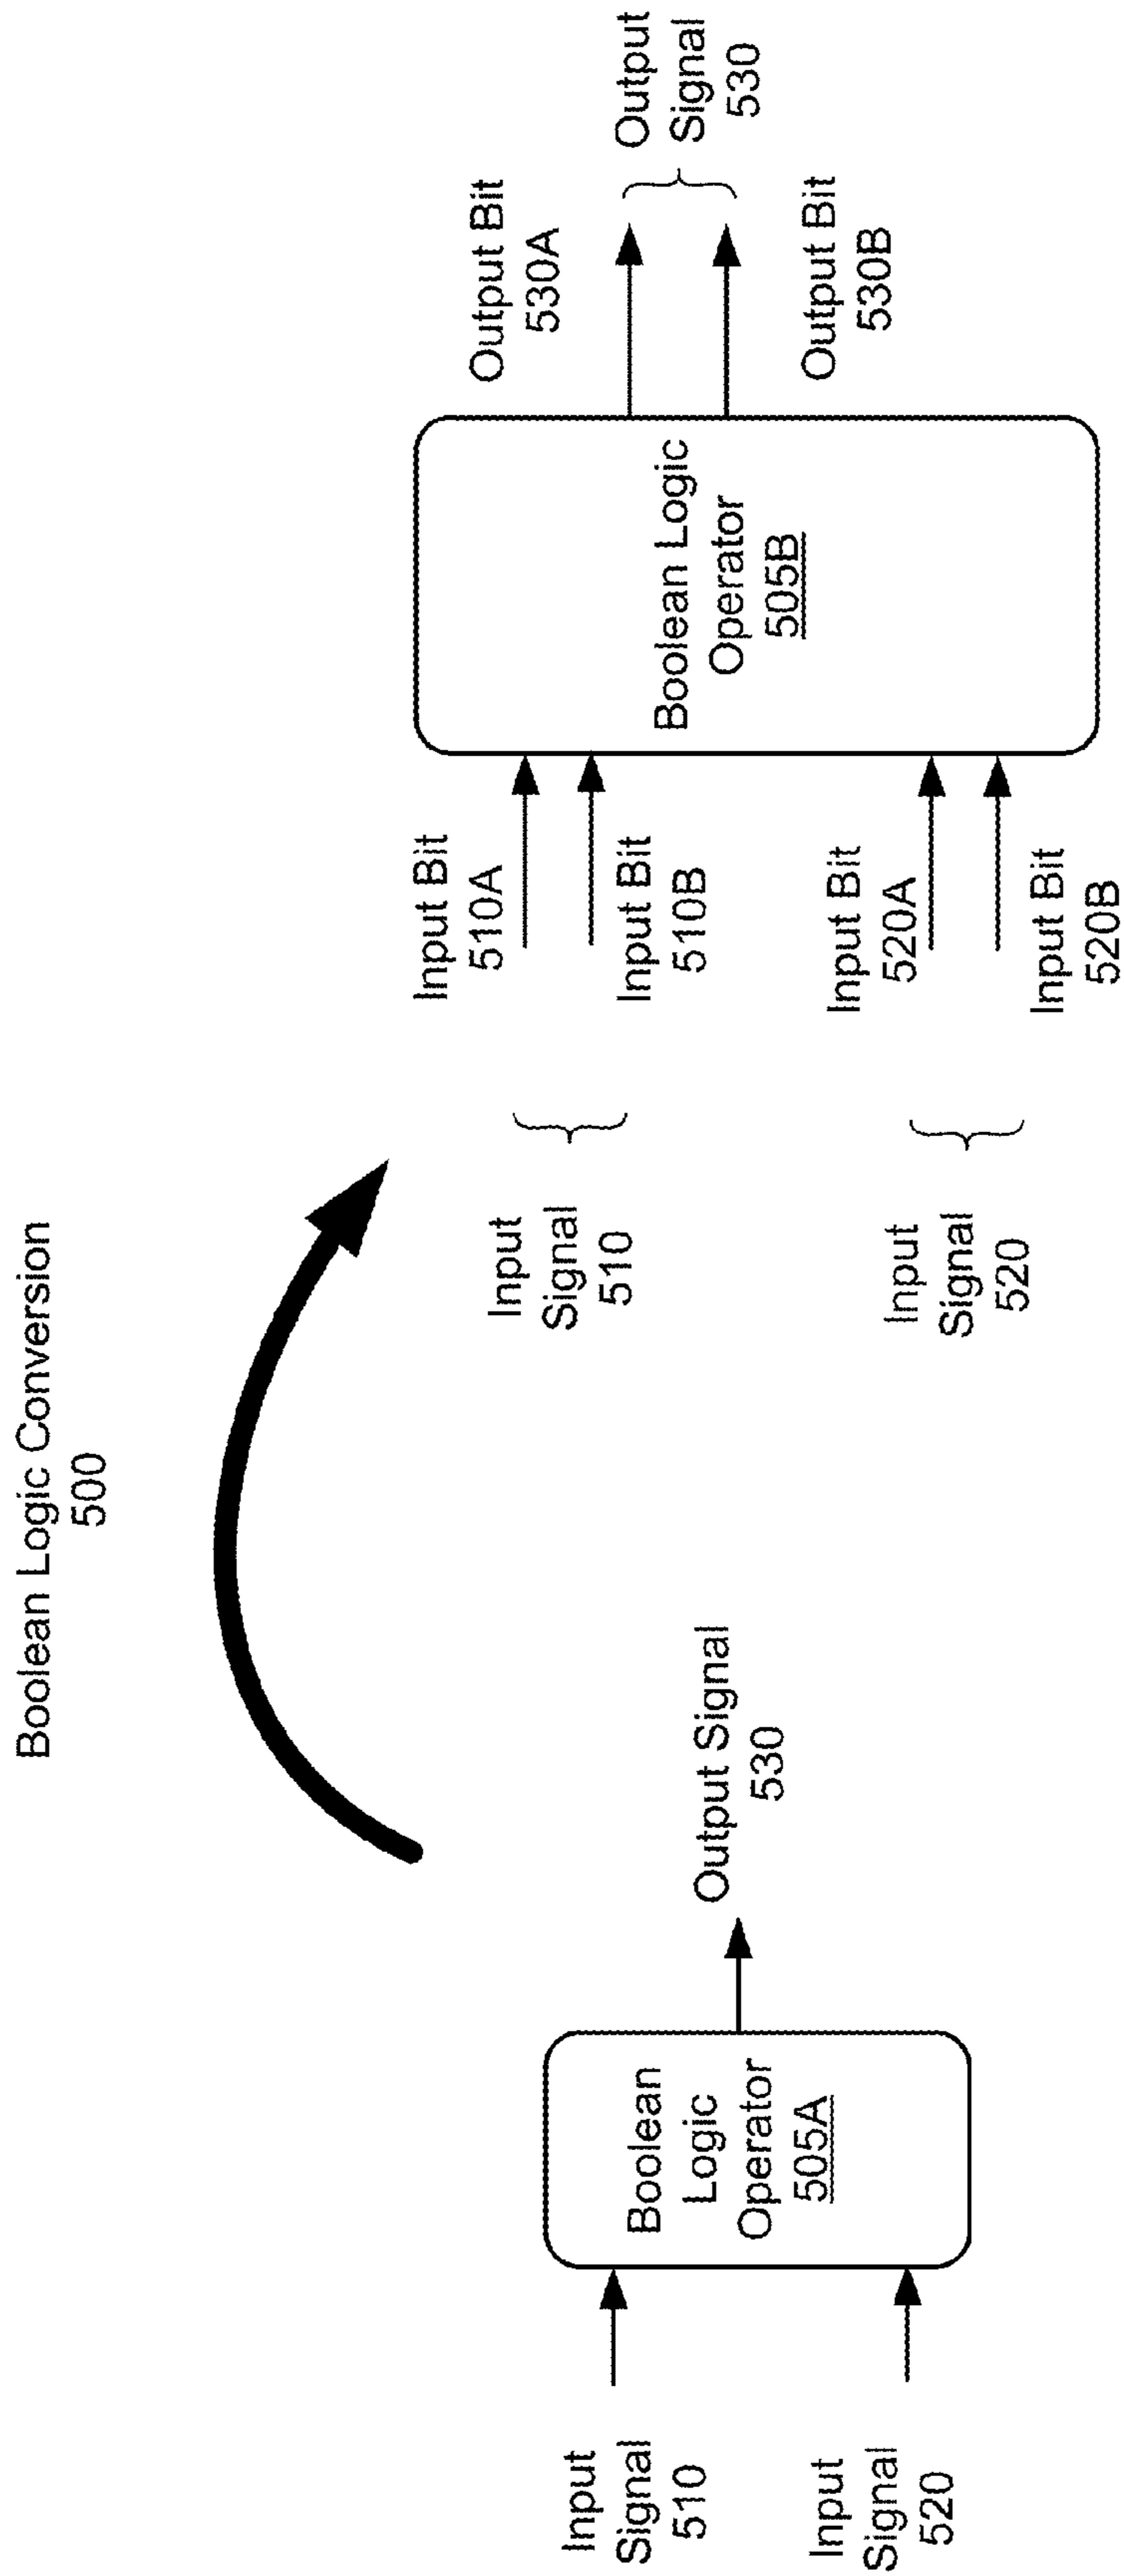 Boolean Logic Conversion
500
Input
Signal
510
Input
Signal
520
Boolean
Logic
Operator
505A
Output Signal
530
Input
Signal
510
Input
Signal
520
Input Bit
510A
Input Bit
510B
Input Bit
520A
Input Bit
520B
Boolean Logic
Operator
505B
Output Bit
530A
Output Bit
530B
Output
Signal
530